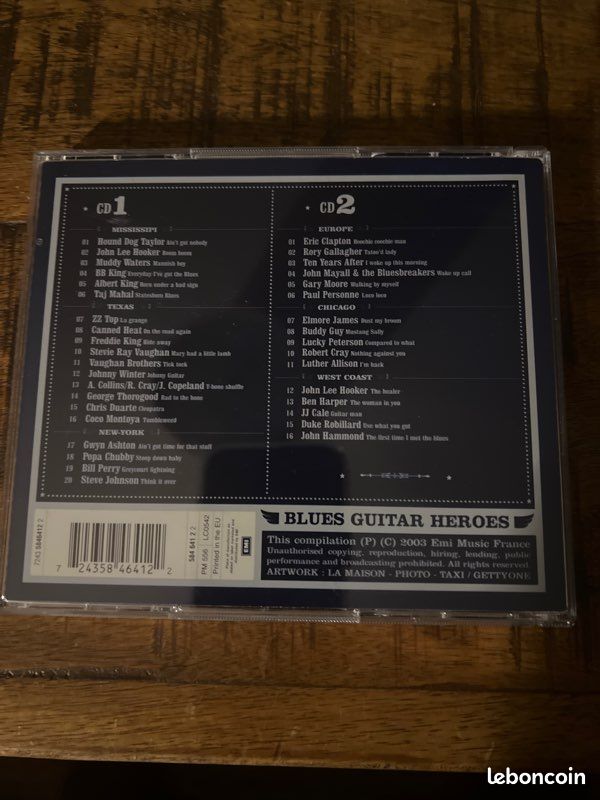 CD1
MISSISSIPI
01 Hound Dog Taylor Ain't got nobody
02 John Lee Hooker Boom boom
03 Muddy Waters Mannish boy
04 BB King Everyday I've got the Blues
05 Albert King Born under a bad sign
06 Taj Mahal Statesboro Blues
TEXAS
07 ZZ Top La grange
08 Canned Heat On the road again
09 Freddie King Hide away
10 Stevie Ray Vaughan Mary had a little lamb
11 Vaughan Brothers Tick tock
12 Johnny Winter Johnny Guitar
13 A. Collins/R. Cray/J. Copeland T-bone shuffle
14 George Thorogood Bad to the bone
15 Chris Duarte Cleopatra
16 Coco Montoya Tumbleweed
NEW-YORK
17 Gwyn Ashton Ain't got time for that stuff
18 Popa Chubby Stoop down baby
19 Bill Perry Greycourt lightning
20 Steve Johnson Think it over
CD2
EUROPE
01 Eric Clapton Hoochie coochie man
02 Rory Gallagher Tatoo'd lady
03 Ten Years After I woke up this morning
04 John Mayall & the Bluesbreakers Wake up call
05 Gary Moore Walking by myself
06 Paul Personne Loco loco
CHICAGO
07 Elmore James Dust my broom
08 Buddy Guy Mustang Sally
09 Lucky Peterson Compared to what
10 Robert Cray Nothing against you
11 Luther Allison I'm back
WEST COAST
12 John Lee Hooker The healer
13 Ben Harper The woman in you
14 JJ Cale Guitar man
15 Duke Robillard Use what you got
16 John Hammond The first time I met the blues
7243 5846412 2
7 24358 46412 2
584 641 2 2
PM 556 LC0542
Printed in the EU
EMI
BLUES GUITAR HEROES
This compilation (P) (C) 2003 Emi Music France
Unauthorised copying, reproduction, hiring, lending, public
performance and broadcasting prohibited. All rights reserved.
ARTWORK : LA MAISON - PHOTO - TAXI / GETTYONE
leboncoin